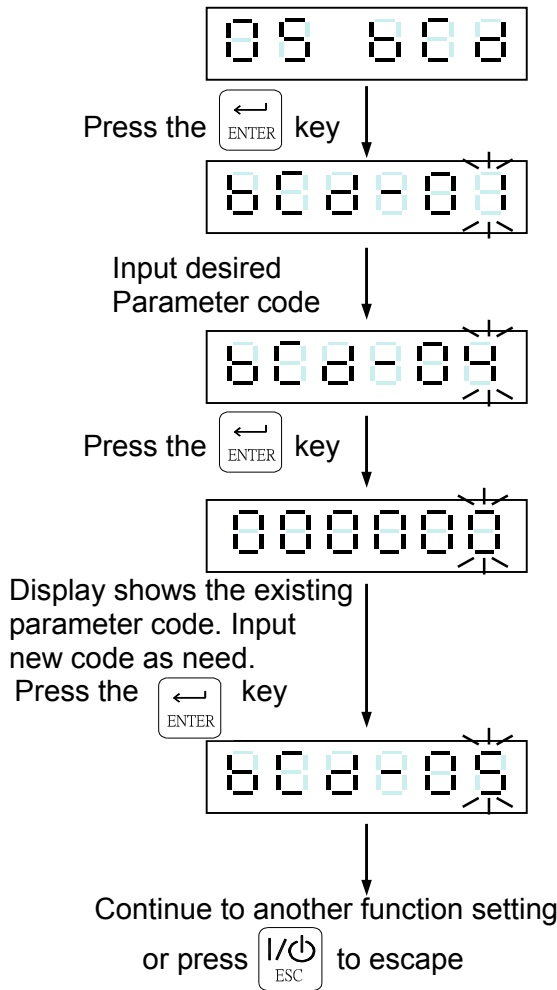 05 bCd
Press the ENTER key
bCd-01
Input desired
Parameter code
bCd-04
Press the ENTER key
000000
Display shows the existing
parameter code. Input
new code as need.
Press the ENTER key
bCd-05
Continue to another function setting
or press I/⏻ ESC to escape